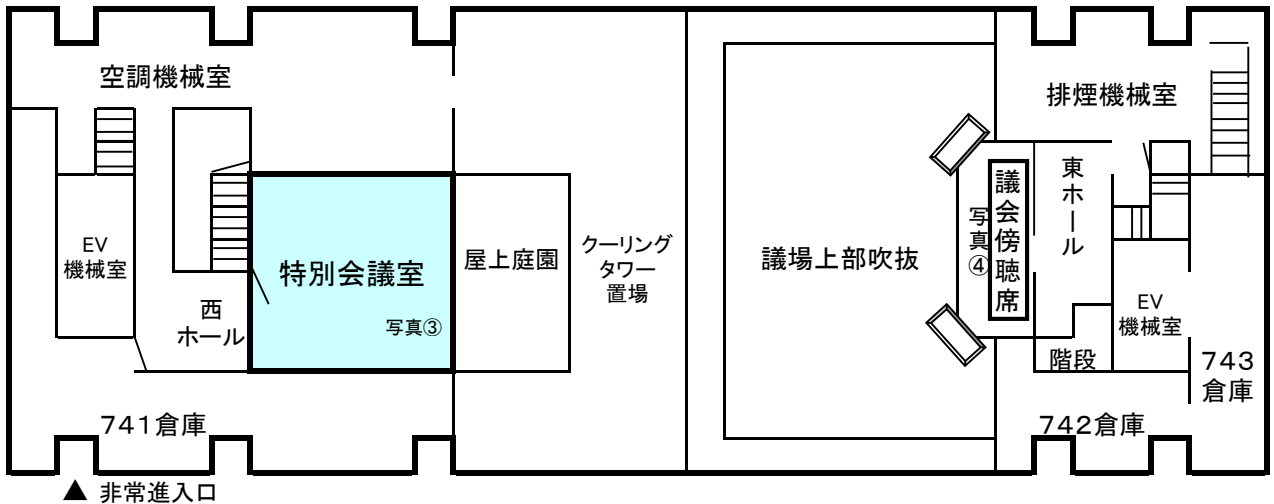 空調機械室
排煙機械室
EV
機械室
西
ホール
特別会議室
写真③
屋上庭園
クーリング
タワー
置場
議場上部吹抜
写真④
議会傍聴席
東ホール
EV
機械室
階段
741倉庫
742倉庫
743
倉庫
▲ 非常進入口